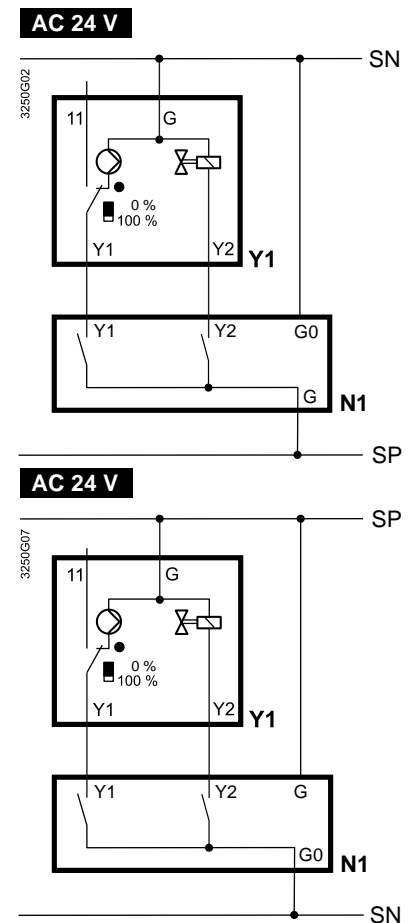 AC 24 V
SN
3250G02
11 G
0 %
100 %
Y1 Y2
Y1
Y1 Y2 G0
G
N1
SP
AC 24 V
SP
3250G07
11 G
0 %
100 %
Y1 Y2
Y1
Y1 Y2 G
G0
N1
SN